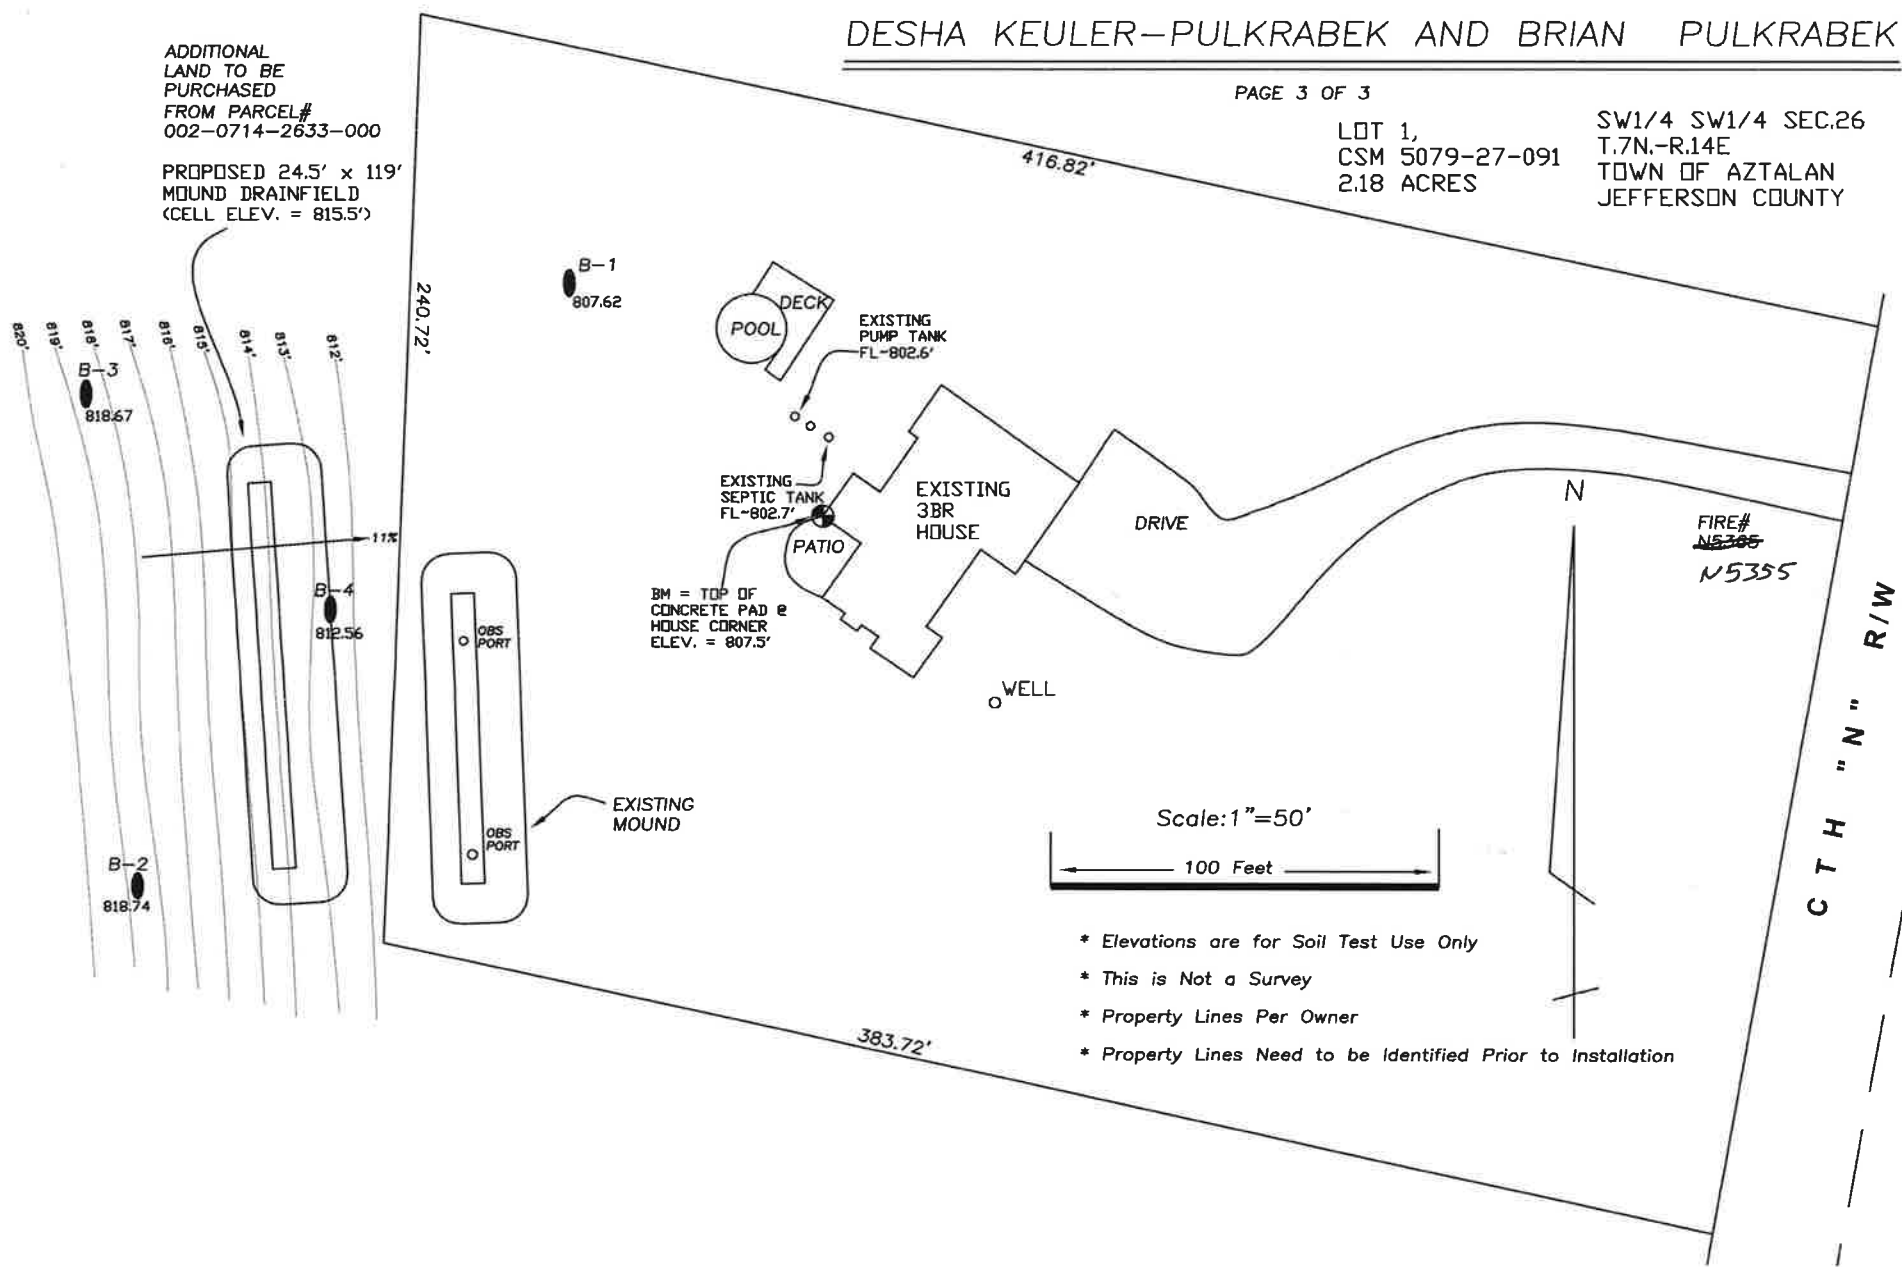 DESHA KEULER-PULKRABEK AND BRIAN PULKRABEK
PAGE 3 OF 3
LOT 1,
CSM 5079-27-091
2.18 ACRES
SW1/4 SW1/4 SEC.26
T.7N.-R.14E
TOWN OF AZTALAN
JEFFERSON COUNTY
ADDITIONAL
LAND TO BE
PURCHASED
FROM PARCEL#
002-0714-2633-000
PROPOSED 24.5' x 119'
MOUND DRAINFIELD
(CELL ELEV. = 815.5')
416.82'
240.72'
B-1
807.62
DECK
POOL
EXISTING
PUMP TANK
FL-802.6'
820'
819'
818'
817'
816'
815'
814'
813'
812'
B-3
818.67
EXISTING
SEPTIC TANK
FL-802.7'
EXISTING
3BR
HOUSE
DRIVE
PATIO
N
FIRE#
N5365
N5355
11%
B-4
812.56
BM = TOP OF
CONCRETE PAD @
HOUSE CORNER
ELEV. = 807.5'
OBS
PORT
WELL
CTH "N" R/W
EXISTING
MOUND
OBS
PORT
B-2
818.74
Scale:1"=50'
100 Feet
* Elevations are for Soil Test Use Only
* This is Not a Survey
* Property Lines Per Owner
* Property Lines Need to be Identified Prior to Installation
383.72'